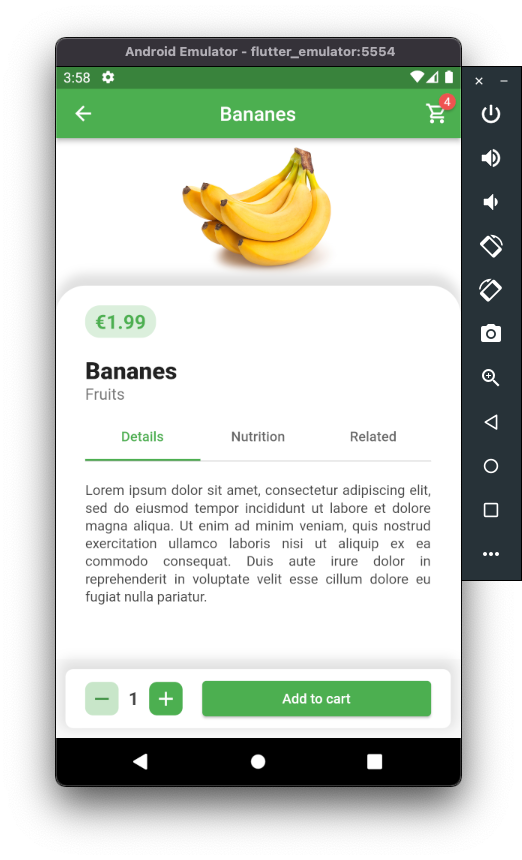 Android Emulator - flutter_emulator:5554
3:58
Bananes
4
€1.99
Bananes
Fruits
Details Nutrition Related
Lorem ipsum dolor sit amet, consectetur adipiscing elit,
sed do eiusmod tempor incididunt ut labore et dolore
magna aliqua. Ut enim ad minim veniam, quis nostrud
exercitation ullamco laboris nisi ut aliquip ex ea
commodo consequat. Duis aute irure dolor in
reprehenderit in voluptate velit esse cillum dolore eu
fugiat nulla pariatur.
1 Add to cart